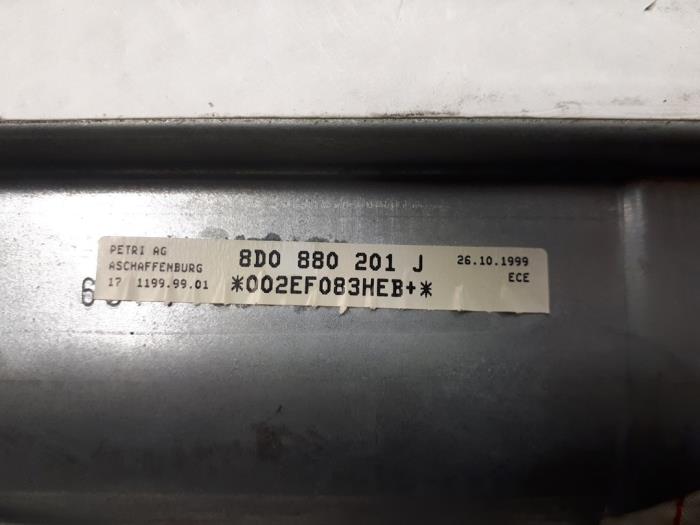 PETRI AG
ASCHAFFENBURG
17 1199.99.01
8D0 880 201 J
*002EF083HEB+*
26.10.1999
ECE